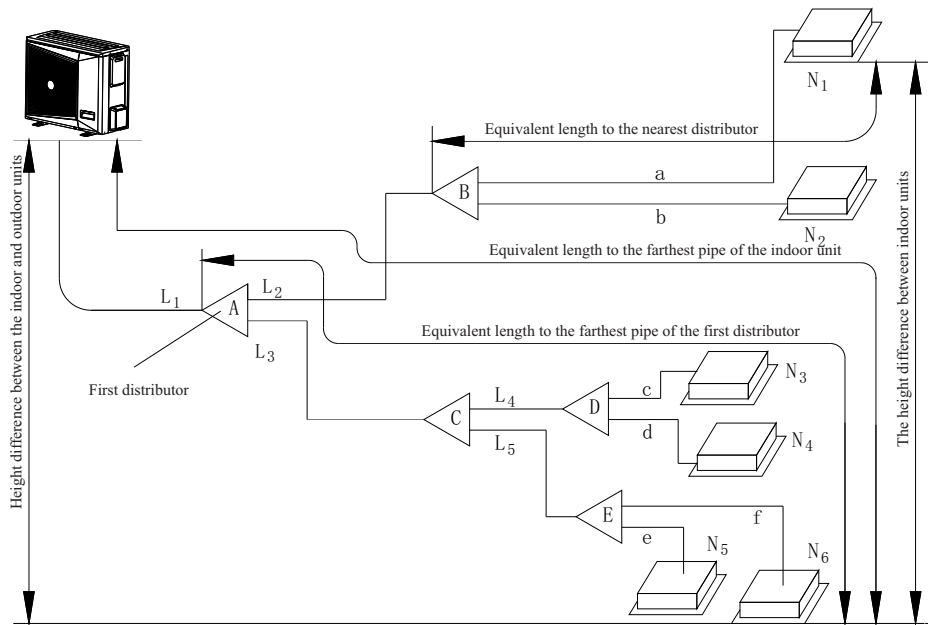 N1
Equivalent length to the nearest distributor
a
B
b
N2
Height difference between the indoor and outdoor units
The height difference between indoor units
Equivalent length to the farthest pipe of the indoor unit
L1
L2
A
L3
Equivalent length to the farthest pipe of the first distributor
First distributor
N3
L4
c
C
D
d
L5
N4
E
f
e
N5
N6